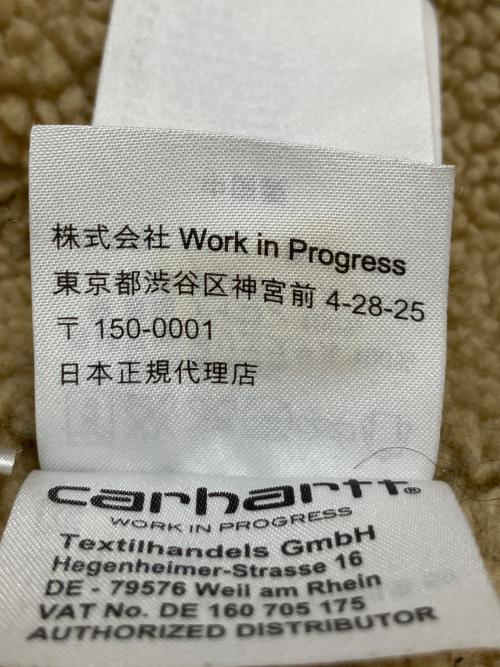 株式会社 Work in Progress
東京都渋谷区神宮前 4-28-25
〒 150-0001
日本正規代理店
carhartt®
WORK IN PROGRESS
Textilhandels GmbH
Hegenheimer-Strasse 16
DE - 79576 Weil am Rhein
VAT No. DE 160 705 175
AUTHORIZED DISTRIBUTOR